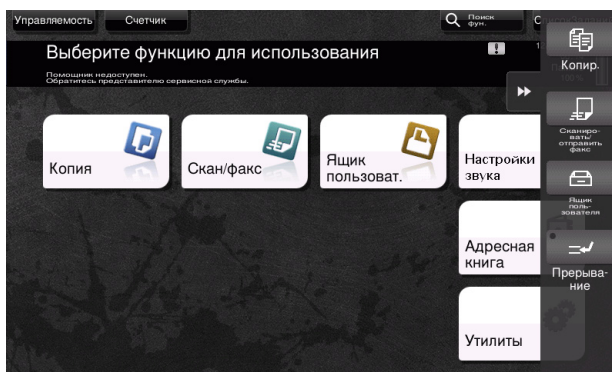 Управляемость
Счетчик
Поиск
фун.
Выберите функцию для использования
Помощник недоступен.
Обратитесь представителю сервисной службы.
Копир.
Сканиро-
вать/
отправить
факс
Копия
Скан/факс
Ящик
пользоват.
Настройки
звука
Ящик
поль-
зователя
Адресная
книга
Прерыва-
ние
Утилиты